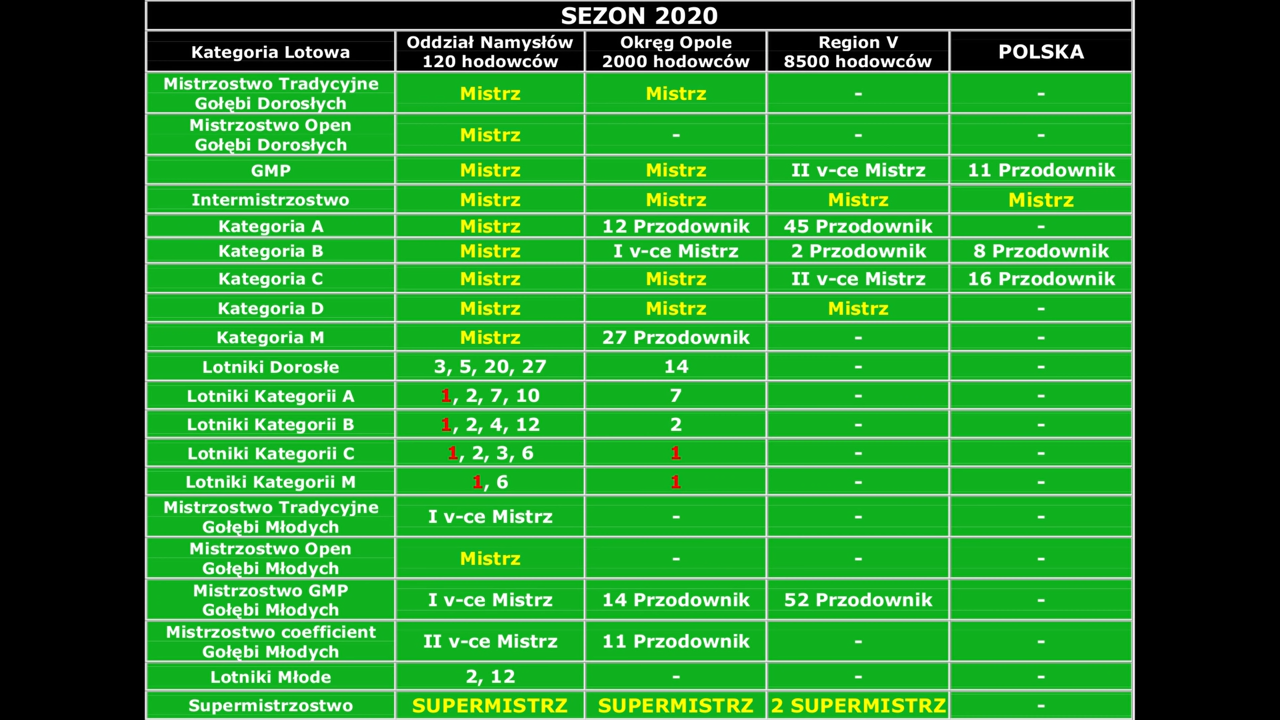 SEZON 2020
Kategoria Lotowa
Oddział Namysłów
120 hodowców
Okręg Opole
2000 hodowców
Region V
8500 hodowców
POLSKA
Mistrzostwo Tradycyjne
Gołębi Dorosłych
Mistrz
Mistrz
-
-
Mistrzostwo Open
Gołębi Dorosłych
Mistrz
-
-
-
GMP
Mistrz
Mistrz
II v-ce Mistrz
11 Przodownik
Intermistrzostwo
Mistrz
Mistrz
Mistrz
Mistrz
Kategoria A
Mistrz
12 Przodownik
45 Przodownik
-
Kategoria B
Mistrz
I v-ce Mistrz
2 Przodownik
8 Przodownik
Kategoria C
Mistrz
Mistrz
II v-ce Mistrz
16 Przodownik
Kategoria D
Mistrz
Mistrz
Mistrz
-
Kategoria M
Mistrz
27 Przodownik
-
-
Lotniki Dorosłe
3, 5, 20, 27
14
-
-
Lotniki Kategorii A
1, 2, 7, 10
7
-
-
Lotniki Kategorii B
1, 2, 4, 12
2
-
-
Lotniki Kategorii C
1, 2, 3, 6
1
-
-
Lotniki Kategorii M
1, 6
1
-
-
Mistrzostwo Tradycyjne
Gołębi Młodych
I v-ce Mistrz
-
-
-
Mistrzostwo Open
Gołębi Młodych
Mistrz
-
-
-
Mistrzostwo GMP
Gołębi Młodych
I v-ce Mistrz
14 Przodownik
52 Przodownik
-
Mistrzostwo coefficient
Gołębi Młodych
II v-ce Mistrz
11 Przodownik
-
-
Lotniki Młode
2, 12
-
-
-
Supermistrzostwo
SUPERMISTRZ
SUPERMISTRZ
2 SUPERMISTRZ
-